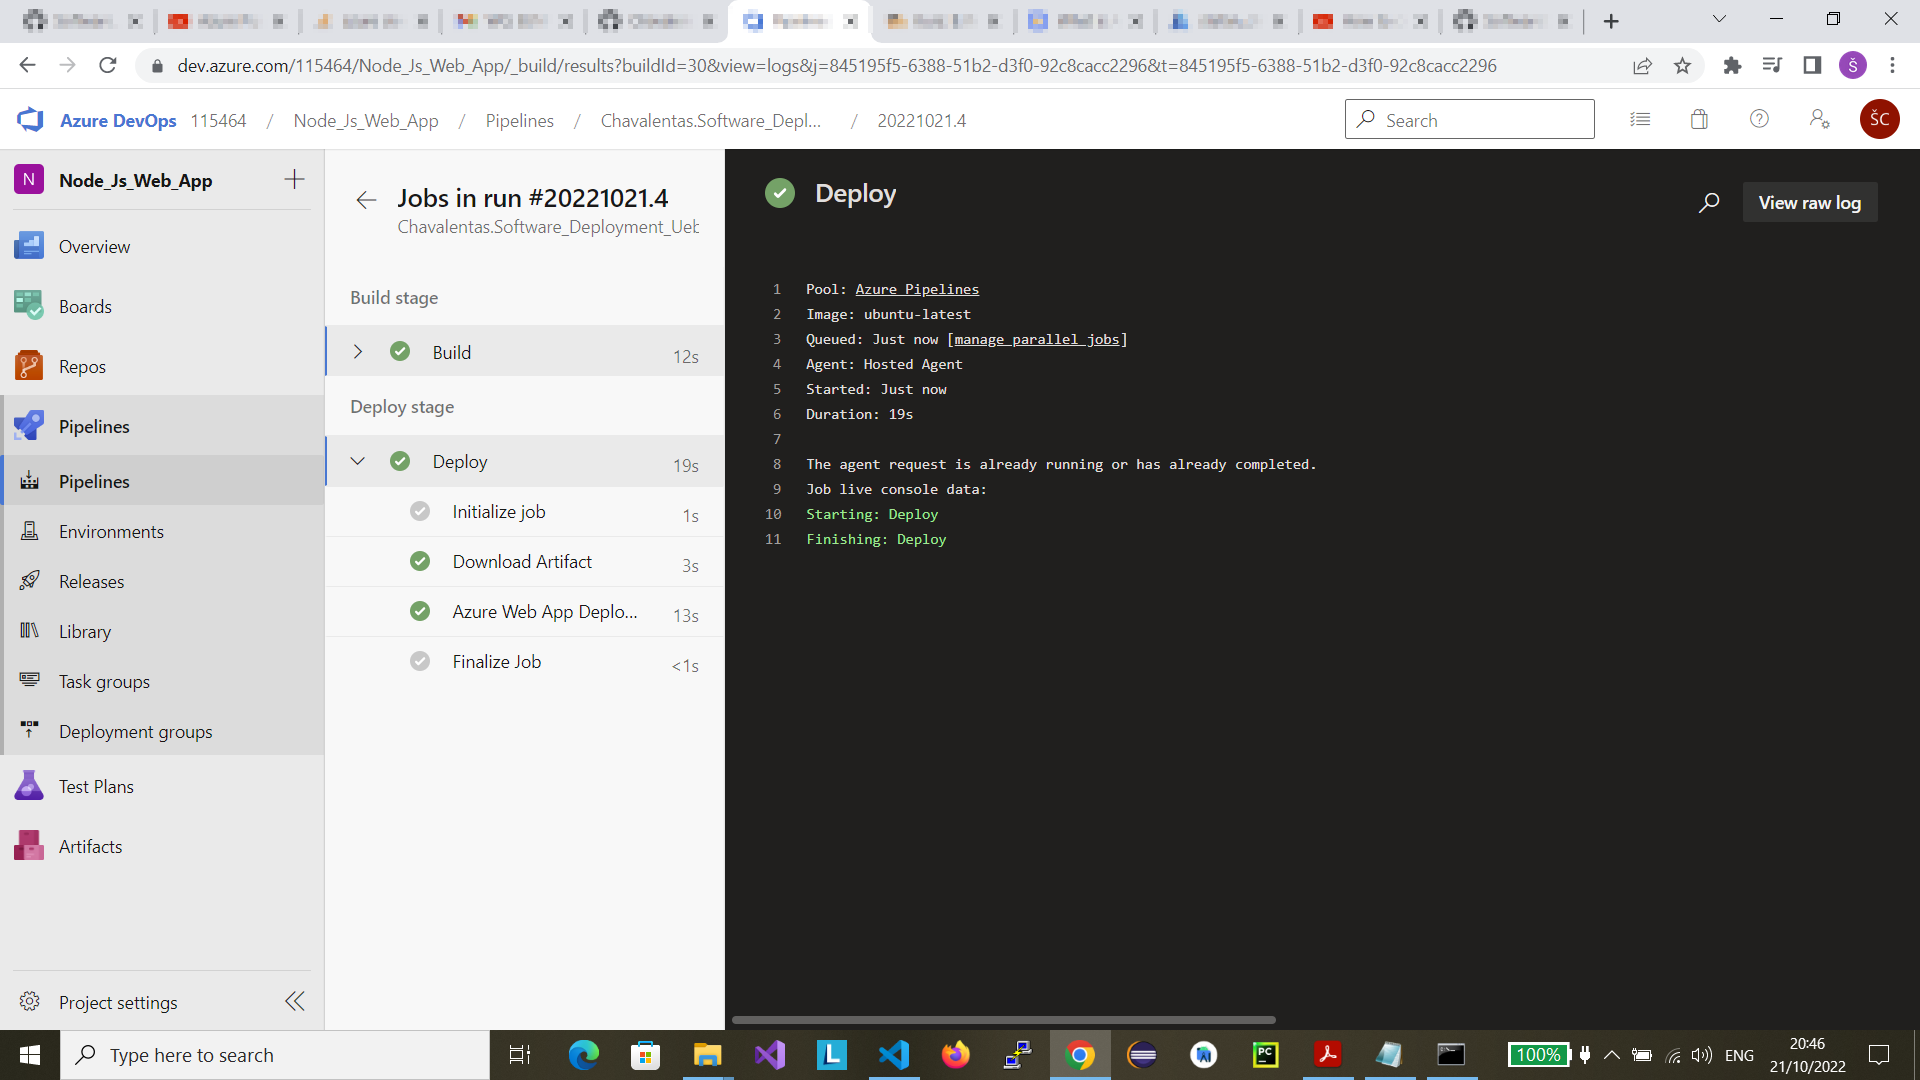 dev.azure.com/115464/Node_Js_Web_App/_build/results?buildId=30&view=logs&j=845195f5-6388-51b2-d3f0-92c8cacc2296&t=845195f5-6388-51b2-d3f0-92c8cacc2296
Š
Azure DevOps 115464 / Node_Js_Web_App / Pipelines / Chavalentas.Software_Depl... / 20221021.4
Search
ŠC
N Node_Js_Web_App
Overview
Boards
Repos
Pipelines
Pipelines
Environments
Releases
Library
Task groups
Deployment groups
Test Plans
Artifacts
Project settings
Jobs in run #20221021.4
Chavalentas.Software_Deployment_Ueb
Build stage
Build 12s
Deploy stage
Deploy 19s
Initialize job 1s
Download Artifact 3s
Azure Web App Deplo... 13s
Finalize Job <1s
Deploy
View raw log
1 Pool: Azure Pipelines
2 Image: ubuntu-latest
3 Queued: Just now [manage parallel jobs]
4 Agent: Hosted Agent
5 Started: Just now
6 Duration: 19s
7
8 The agent request is already running or has already completed.
9 Job live console data:
10 Starting: Deploy
11 Finishing: Deploy
Type here to search
L
PC
100%
ENG
20:46
21/10/2022